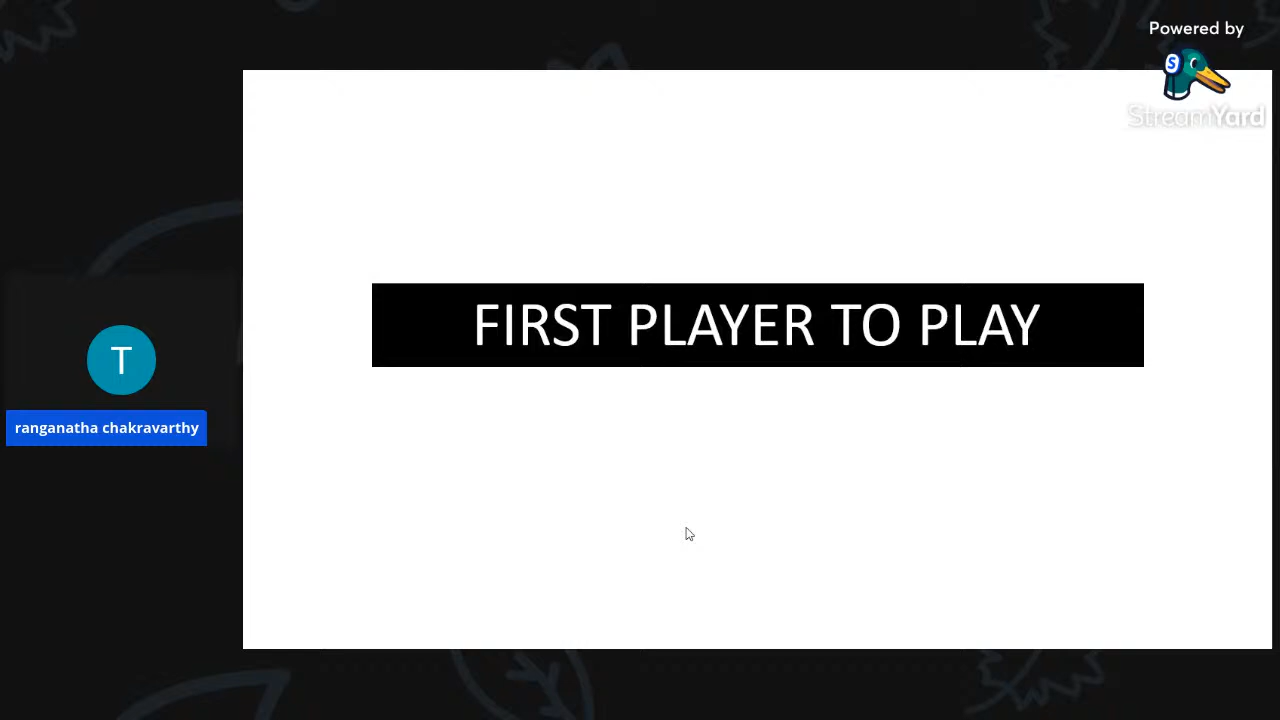 Powered by
S
StreamYard
FIRST PLAYER TO PLAY
T
ranganatha chakravarthy